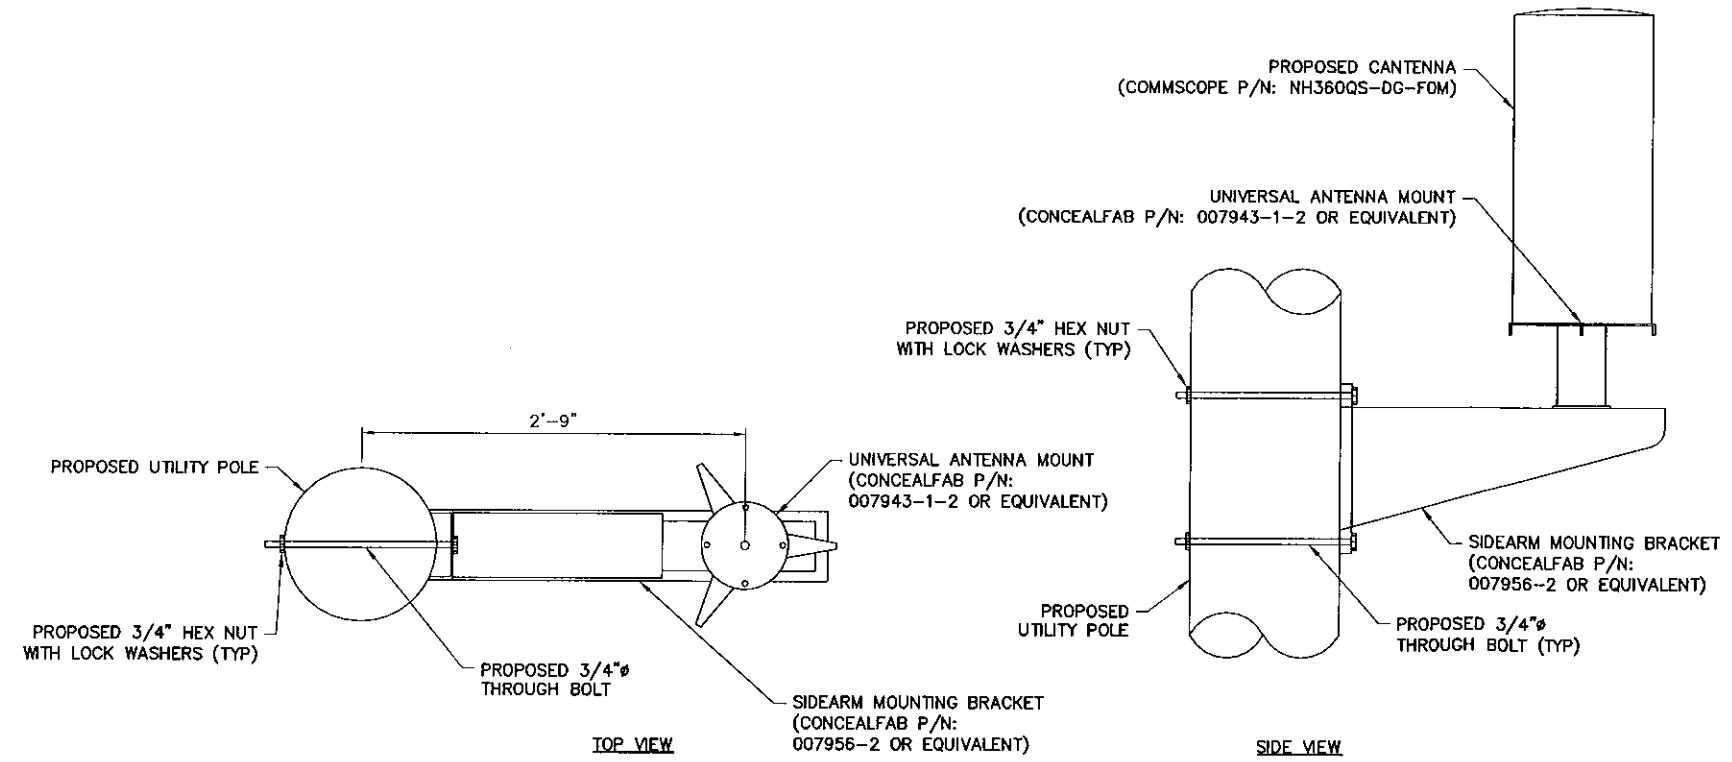 PROPOSED CANTENNA
(COMMSCOPE P/N: NH360QS-DG-F0M)
UNIVERSAL ANTENNA MOUNT
(CONCEALFAB P/N: 007943-1-2 OR EQUIVALENT)
PROPOSED 3/4" HEX NUT
WITH LOCK WASHERS (TYP)
2'-9"
PROPOSED UTILITY POLE
UNIVERSAL ANTENNA MOUNT
(CONCEALFAB P/N:
007943-1-2 OR EQUIVALENT)
PROPOSED 3/4" HEX NUT
WITH LOCK WASHERS (TYP)
PROPOSED 3/4"ø
THROUGH BOLT
SIDEARM MOUNTING BRACKET
(CONCEALFAB P/N:
007956-2 OR EQUIVALENT)
TOP VIEW
SIDEARM MOUNTING BRACKET
(CONCEALFAB P/N:
007956-2 OR EQUIVALENT)
PROPOSED
UTILITY POLE
PROPOSED 3/4"ø
THROUGH BOLT (TYP)
SIDE VIEW